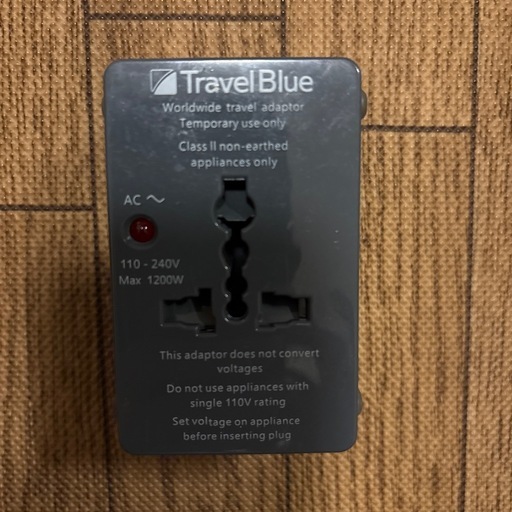 Travel Blue
Worldwide travel adaptor
Temporary use only
Class II non-earthed
appliances only
AC ~
110 - 240V
Max 1200W
This adaptor does not convert
voltages
Do not use appliances with
single 110V rating
Set voltage on appliance
before inserting plug